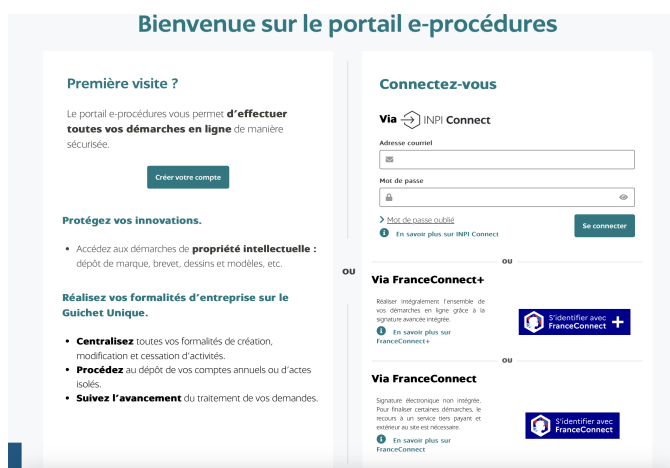 Bienvenue sur le portail e-procédures
Première visite ?
Le portail e-procédures vous permet d'effectuer
toutes vos démarches en ligne de manière
sécurisée.
Créer votre compte
Protégez vos innovations.
• Accédez aux démarches de propriété intellectuelle :
dépôt de marque, brevet, dessins et modèles, etc.
Réalisez vos formalités d'entreprise sur le
Guichet Unique.
• Centralisez toutes vos formalités de création,
modification et cessation d'activités.
• Procédez au dépôt de vos comptes annuels ou d'actes
isolés.
• Suivez l'avancement du traitement de vos demandes.
OU
Connectez-vous
Via INPI Connect
Adresse courriel
Mot de passe
Mot de passe oublié
En savoir plus sur INPI Connect
Se connecter
OU
Via FranceConnect+
Réaliser intégralement l'ensemble de
vos démarches en ligne grâce à la
signature avancée intégrée.
En savoir plus sur
FranceConnect+
S'identifier avec
FranceConnect +
OU
Via FranceConnect
Signature électronique non intégrée.
Pour finaliser certaines démarches, le
recours à un service tiers payant et
extérieur au site est nécessaire.
En savoir plus sur
FranceConnect
S'identifier avec
FranceConnect